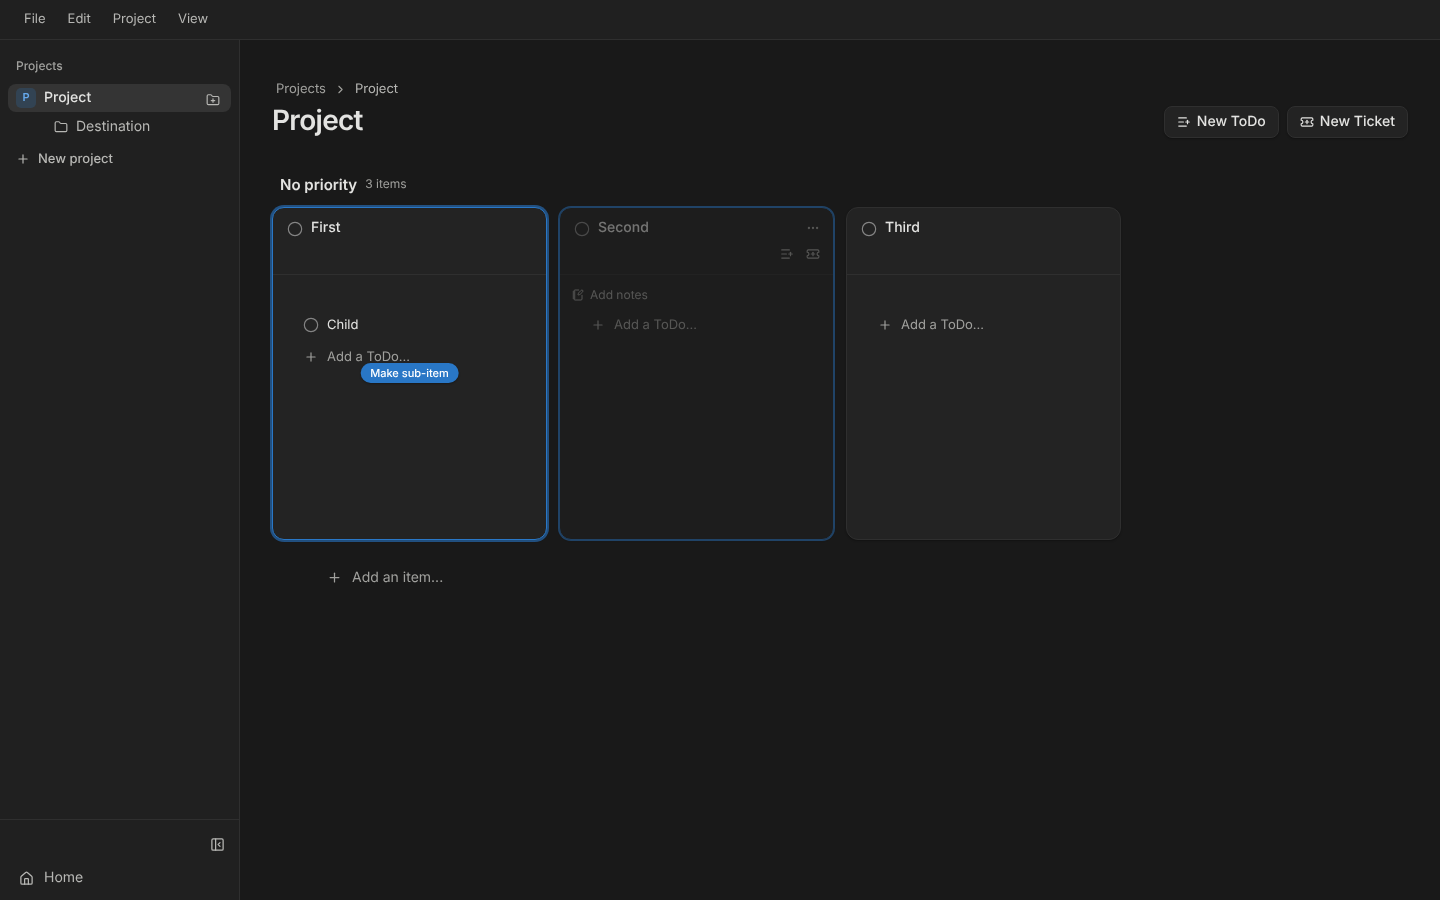 File Edit Project View
Projects
P Project
Destination
New project
Projects > Project
Project
New ToDo
New Ticket
No priority 3 items
First
Child
Add a ToDo...
Make sub-item
Second
Add notes
Add a ToDo...
Third
Add a ToDo...
Add an item...
Home